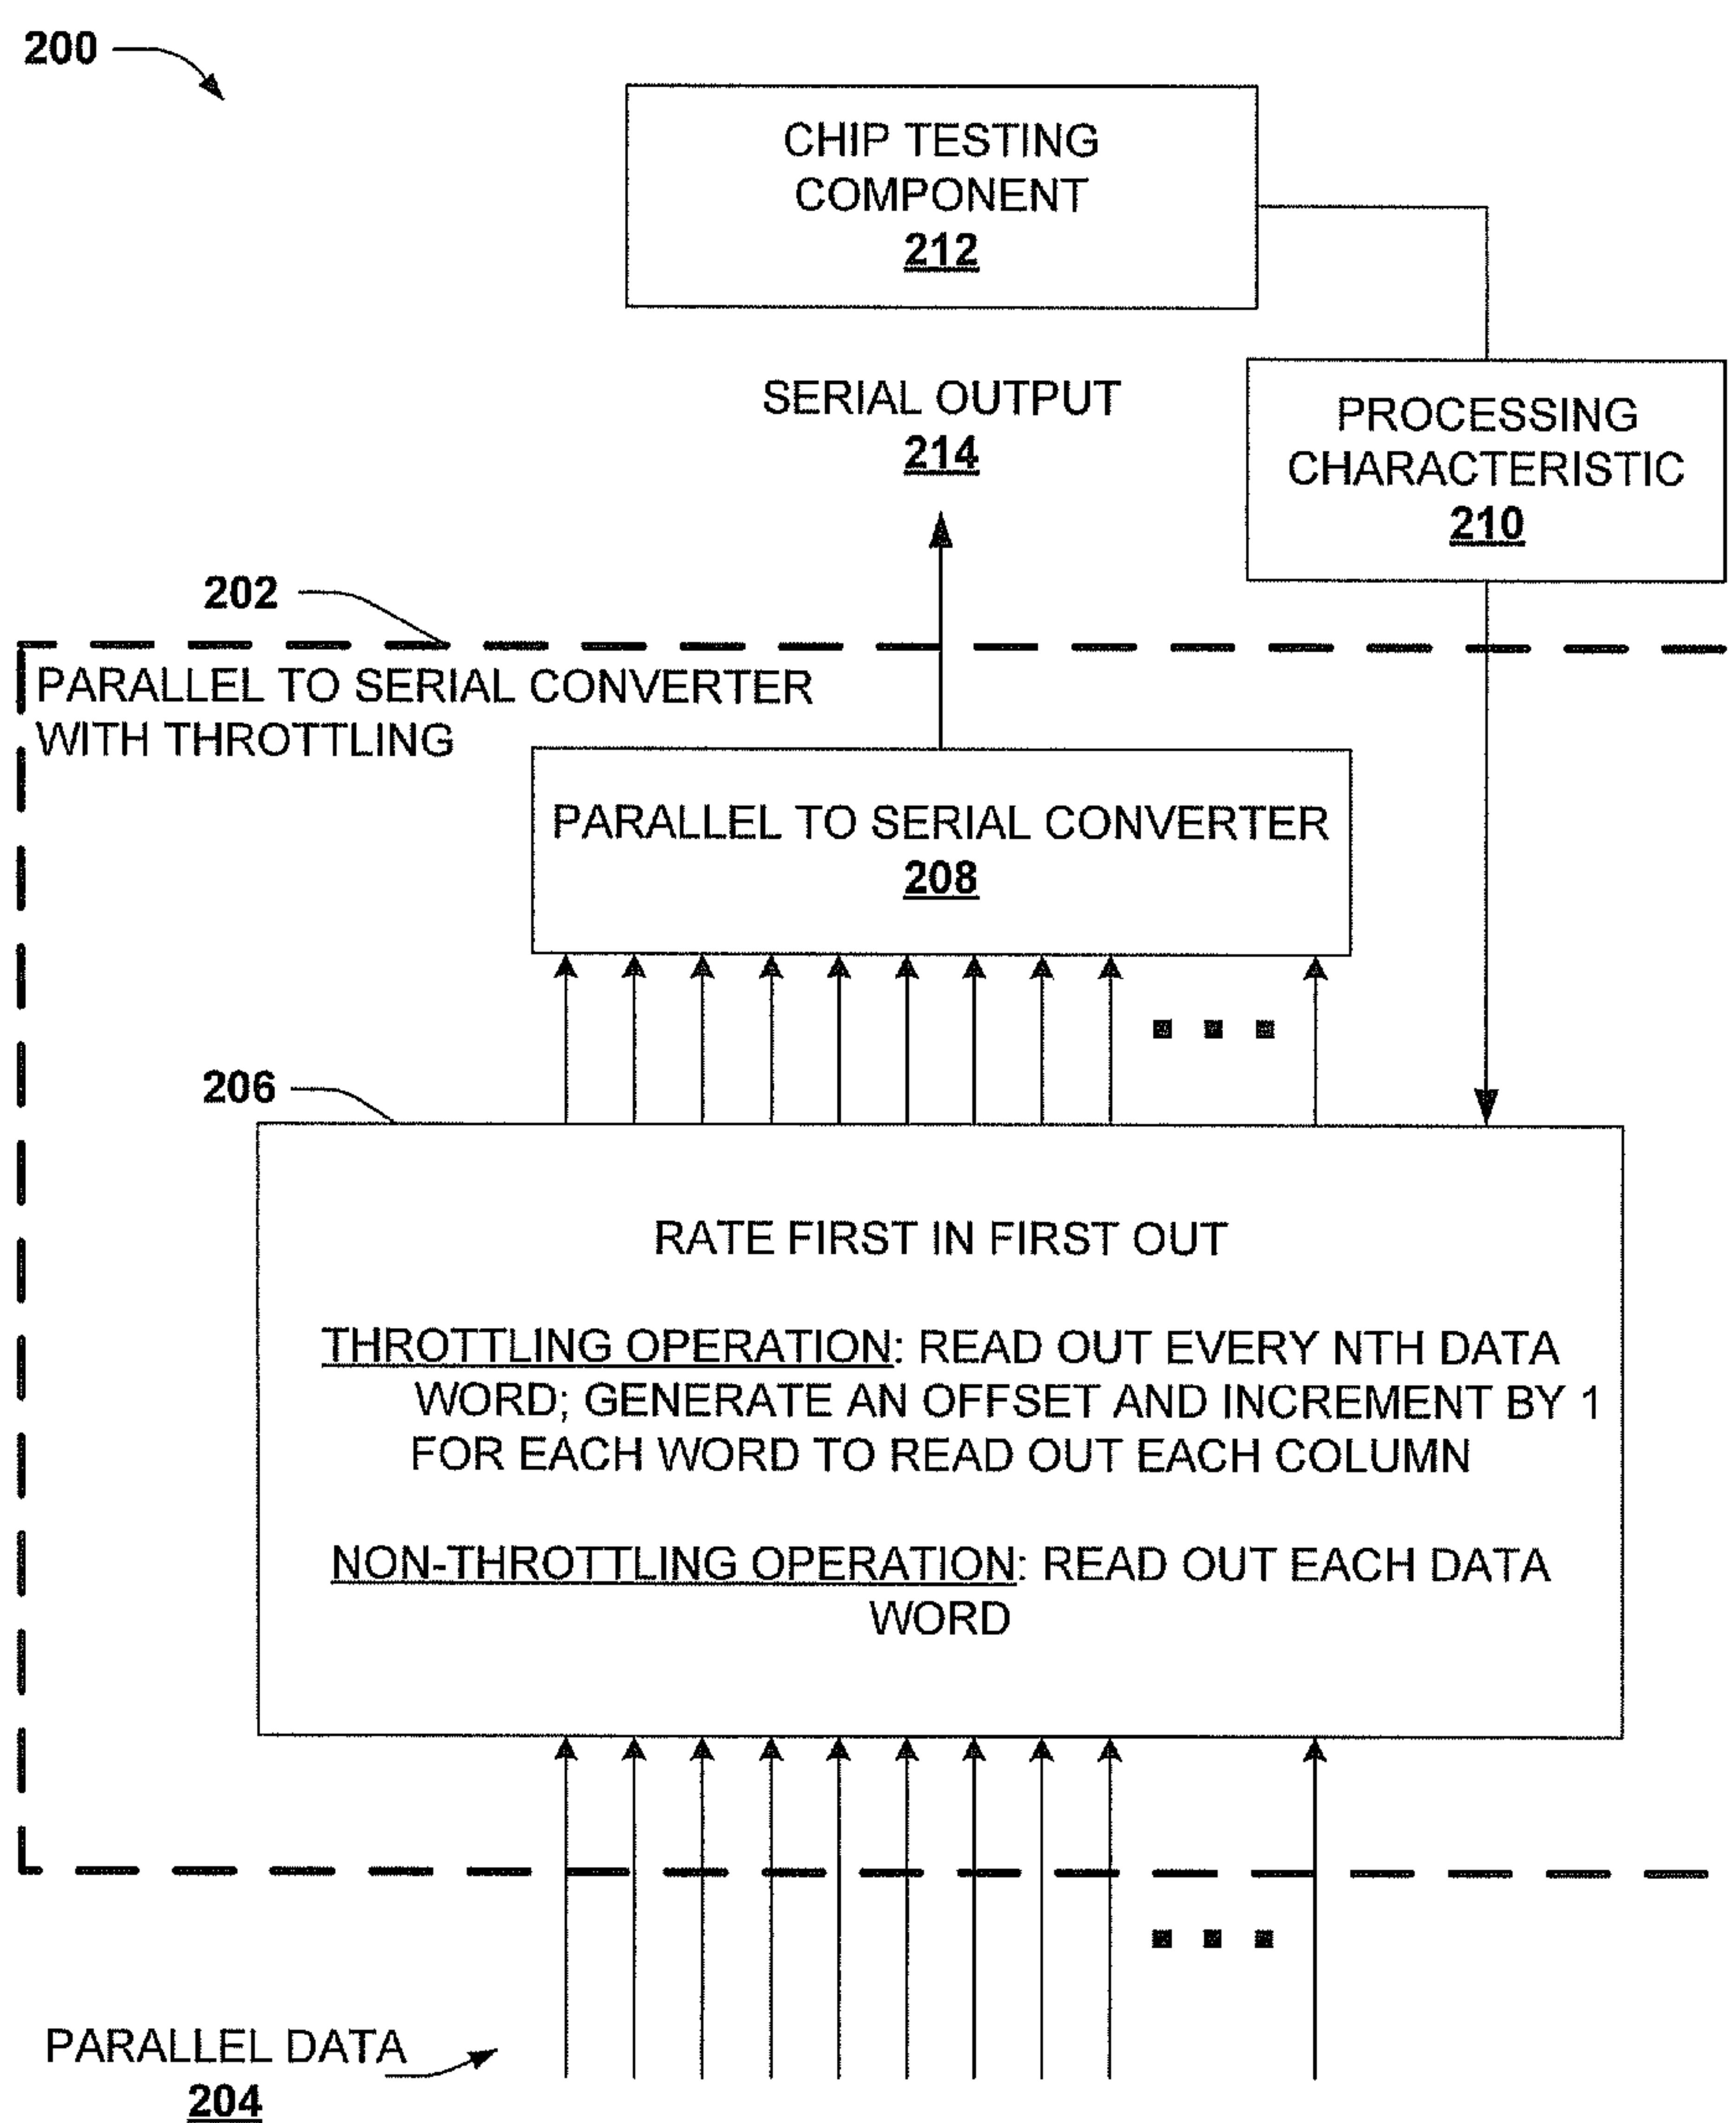 200
CHIP TESTING
COMPONENT
212
SERIAL OUTPUT
214
PROCESSING
CHARACTERISTIC
210
202
PARALLEL TO SERIAL CONVERTER
WITH THROTTLING
PARALLEL TO SERIAL CONVERTER
208
206
RATE FIRST IN FIRST OUT
THROTTLING OPERATION: READ OUT EVERY NTH DATA
WORD; GENERATE AN OFFSET AND INCREMENT BY 1
FOR EACH WORD TO READ OUT EACH COLUMN
NON-THROTTLING OPERATION: READ OUT EACH DATA
WORD
PARALLEL DATA
204